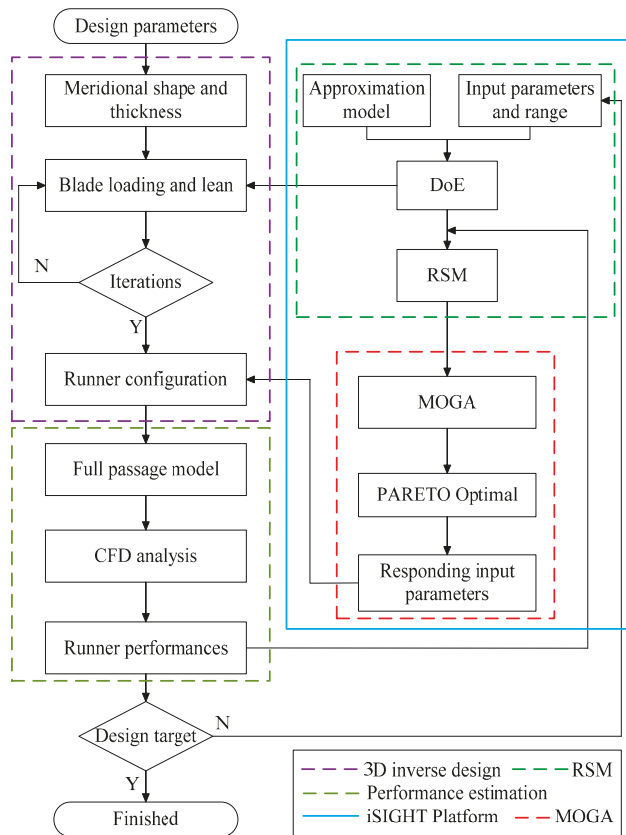 Design parameters
Meridional shape and
thickness
Blade loading and lean
N
Iterations
Y
Runner configuration
Full passage model
CFD analysis
Runner performances
Design target
N
Y
Finished
Approximation
model
Input parameters
and range
DoE
RSM
MOGA
PARETO Optimal
Responding input
parameters
3D inverse design
RSM
Performance estimation
iSIGHT Platform
MOGA